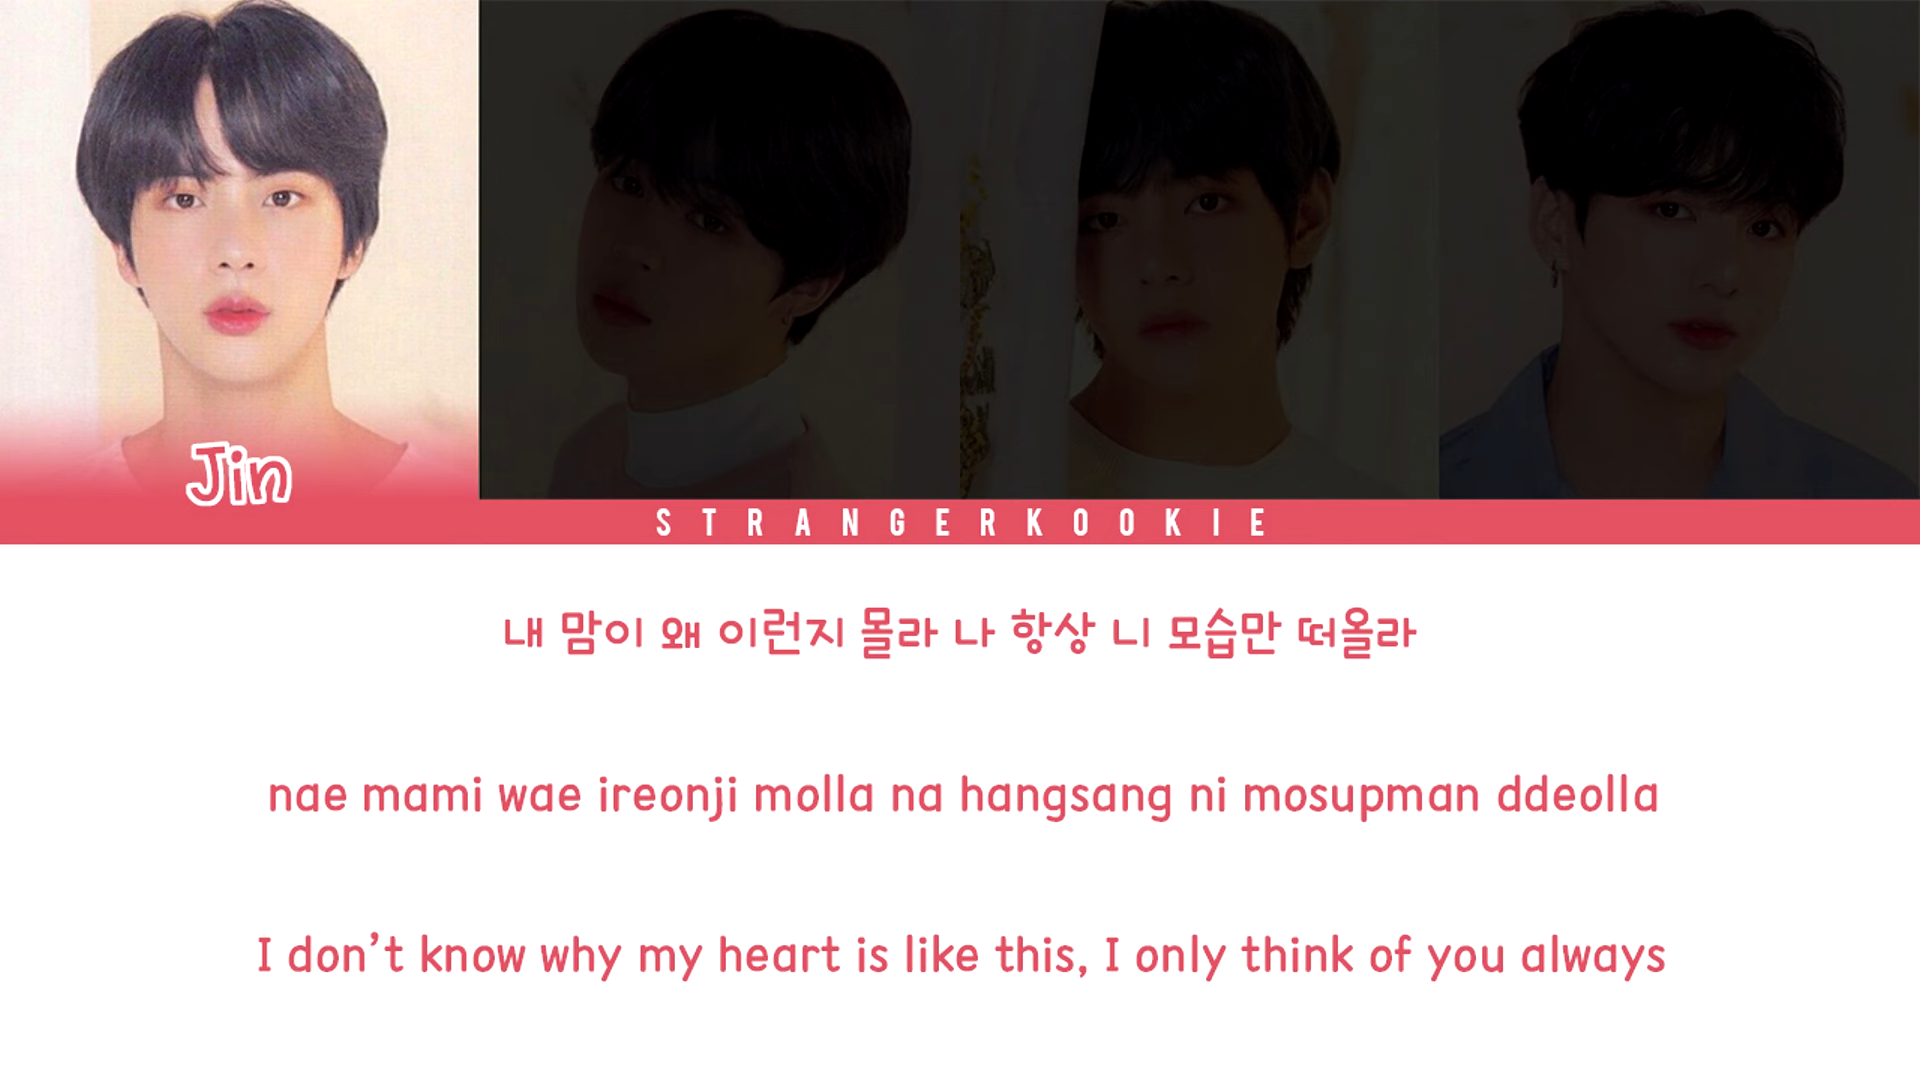 Jin
STRANGERKOOKIE
내 맘이 왜 이런지 몰라 나 항상 니 모습만 떠올라
nae mami wae ireonji molla na hangsang ni mosupman ddeolla
I don't know why my heart is like this, I only think of you always